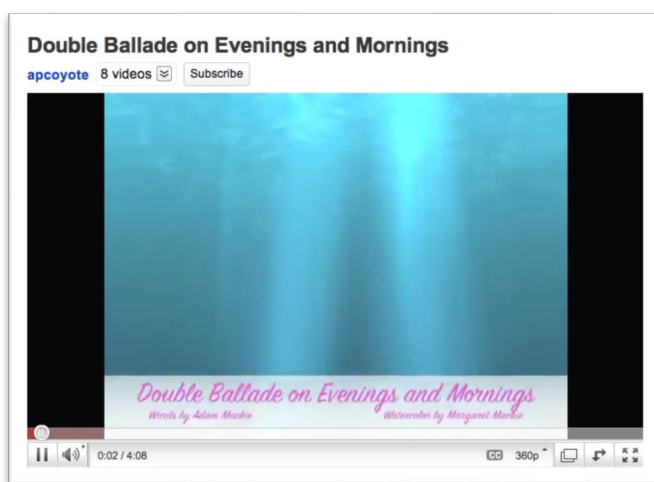 Double Ballade on Evenings and Mornings
apcoyote 8 videos Subscribe
Double Ballade on Evenings and Mornings
Words by Adam Mackie Watercolor by Margaret Mackie
0:02 / 4:08 CC 360p